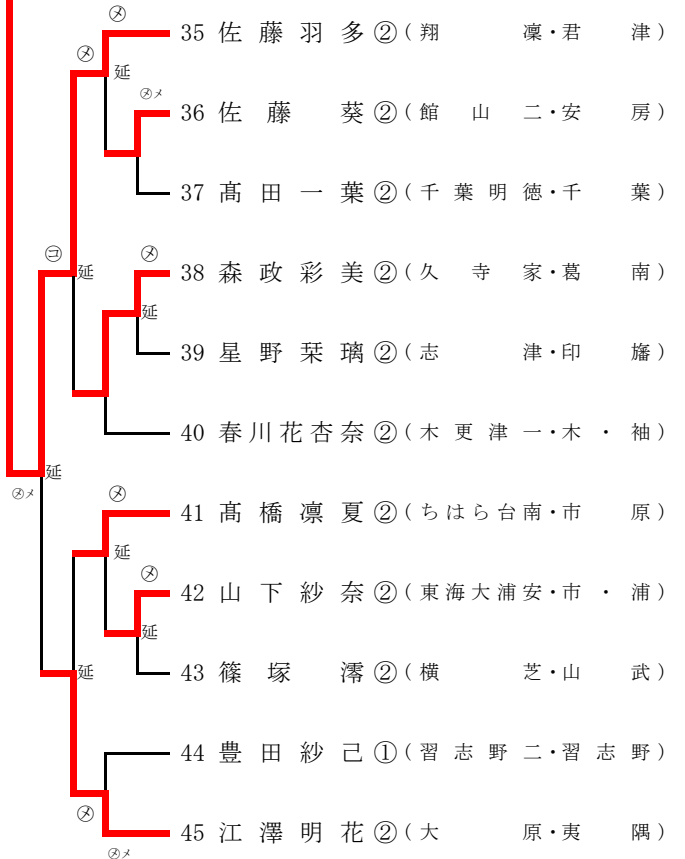 ㋱
35 佐藤羽多②(翔凜・君津)
㋱
延
㋱メ
36 佐藤葵②(館山二・安房)
37 髙田一葉②(千葉明徳・千葉)
㋙
㋱
延
38 森政彩美②(久寺家・葛南)
延
39 星野栞璃②(志津・印旛)
40 春川花杏奈②(木更津一・木・袖)
延
㋱メ
㋱
41 髙橋凛夏②(ちはら台南・市原)
延
㋱
42 山下紗奈②(東海大浦安・市・浦)
延
43 篠塚澪②(横芝・山武)
延
44 豊田紗己①(習志野二・習志野)
㋱
45 江澤明花②(大原・夷隅)
㋱メ